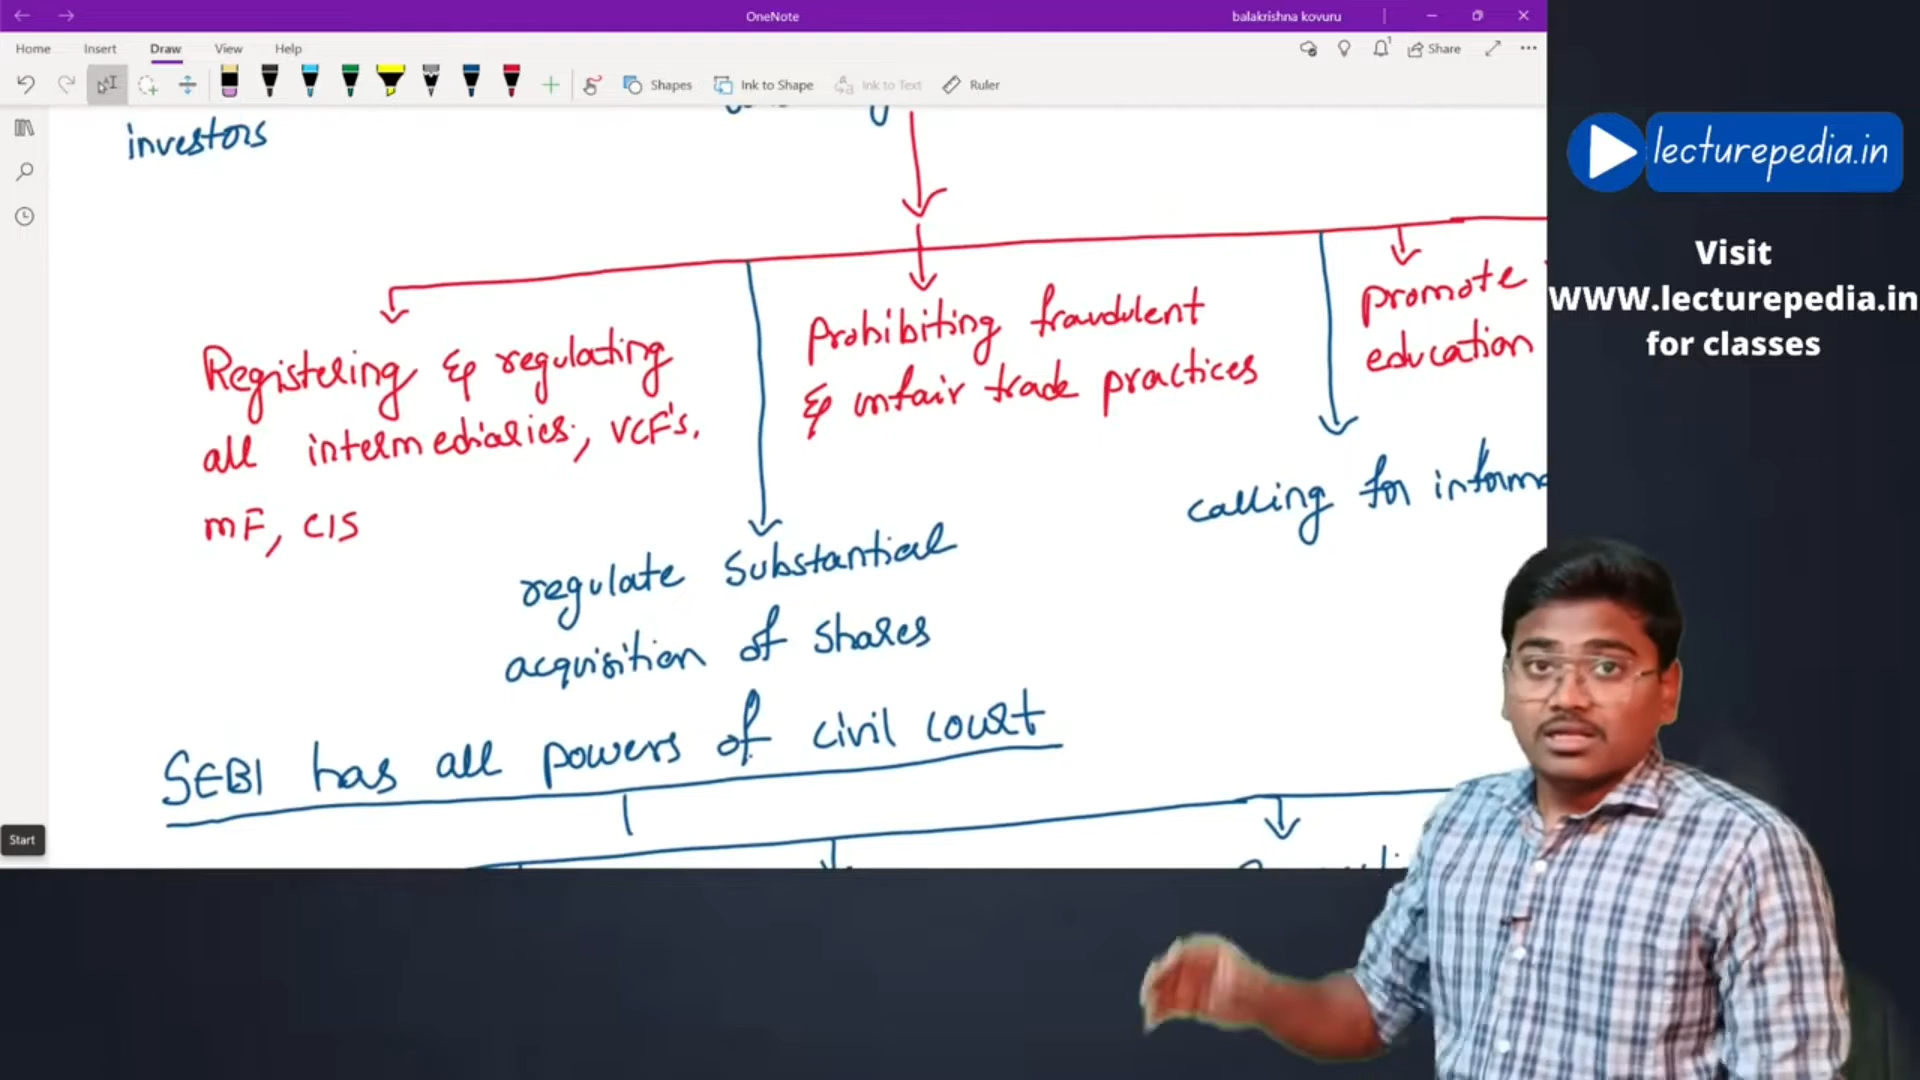 OneNote
balakrishna kovuru
Home Insert Draw View Help
1
Share
Shapes
Ink to Shape
Ink to Text
Ruler
investors
lecturepedia.in
Visit
WWW.lecturepedia.in
for classes
Registering & regulating
all intermediaries, VCF's,
MF, CIS
Prohibiting fraudulent
& unfair trade practices
promote
education
calling for
regulate Substantial
acquisition of shares
SEBI has all powers of civil court
Start